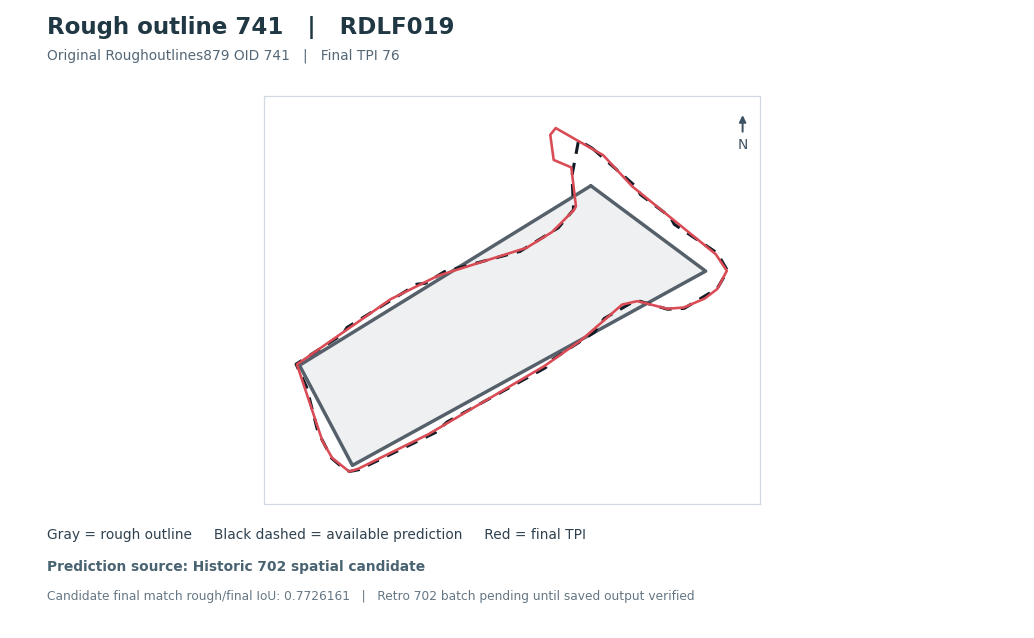 Rough outline 741   |   RDLF019
Original Roughoutlines879 OID 741   |   Final TPI 76
N
Gray = rough outline     Black dashed = available prediction     Red = final TPI
Prediction source: Historic 702 spatial candidate
Candidate final match rough/final IoU: 0.7726161   |   Retro 702 batch pending until saved output verified